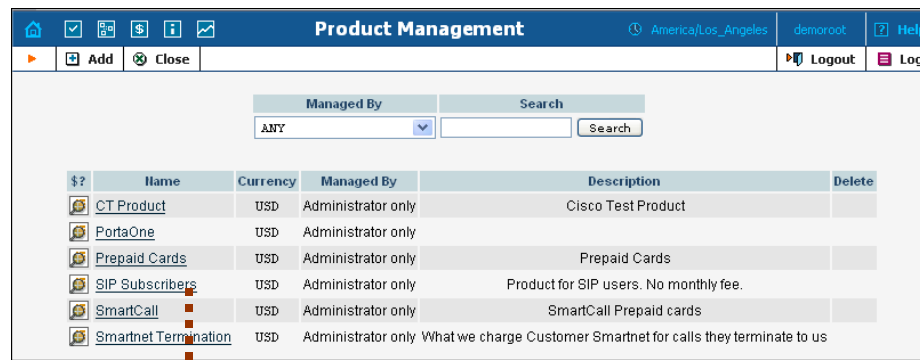 Product Management America/Los_Angeles demoroot Help
Add Close Logout Log
Managed By Search
ANY Search
$? Name Currency Managed By Description Delete
CT Product USD Administrator only Cisco Test Product
PortaOne USD Administrator only
Prepaid Cards USD Administrator only Prepaid Cards
SIP Subscribers USD Administrator only Product for SIP users. No monthly fee.
SmartCall USD Administrator only SmartCall Prepaid cards
Smartnet Termination USD Administrator only What we charge Customer Smartnet for calls they terminate to us